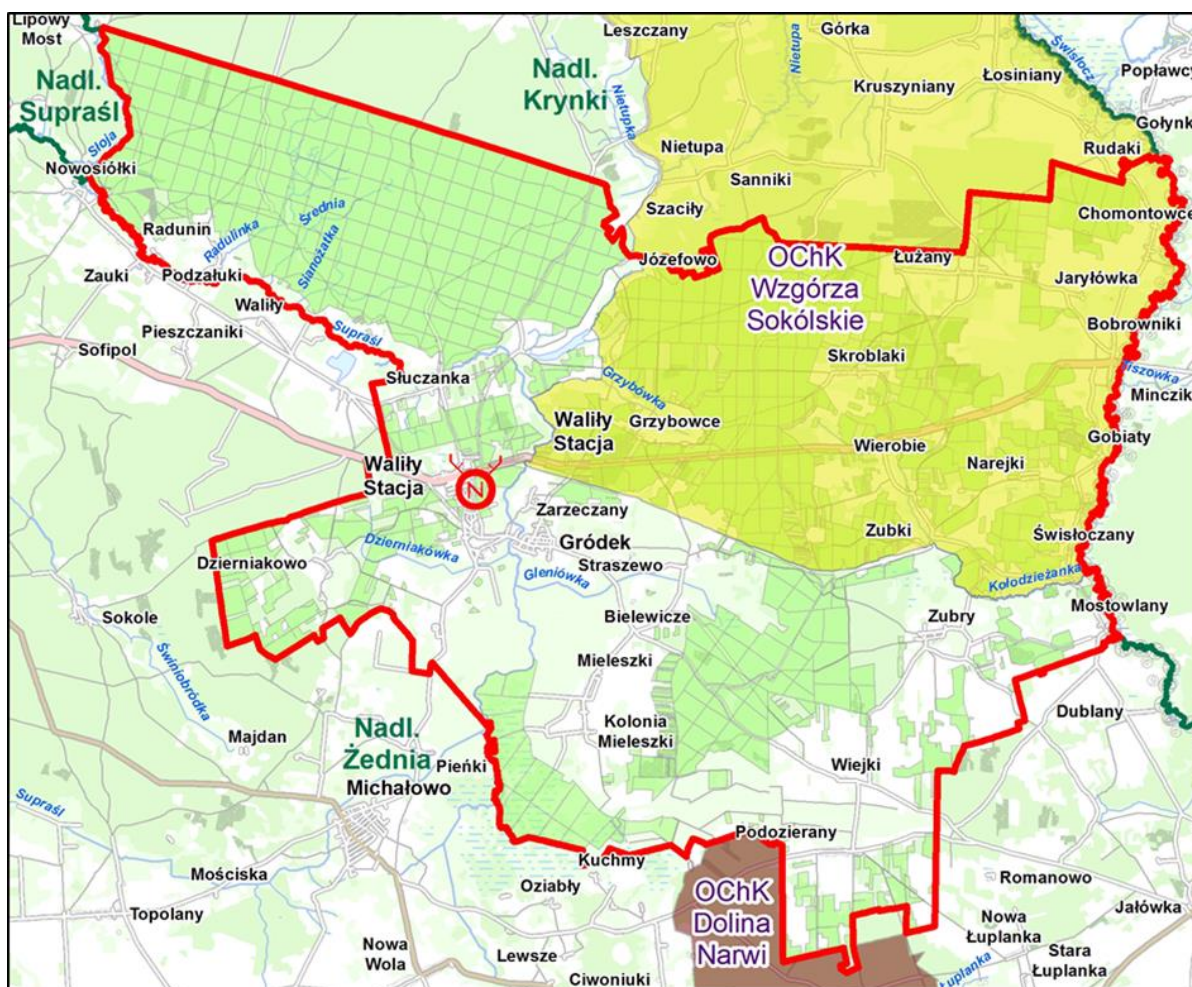 Lipowy
Most
Leszczany
Górka
Świsłocz
Popławcy
Nadl.
Supraśl
Nadl.
Krynki
Nietupa
Łosiniany
Kruszyniany
Nietupka
Gołynk
Słoja
Nietupa
Rudaki
Nowosiółki
Sanniki
Średnia
Szaciły
Chomontowce
Radunin
Radulinka
Sianożatka
Józefowo
OChK
Wzgórza
Sokólskie
Łużany
Zauki
Podzałuki
Jaryłówka
Waliły
Pieszczaniki
Supraśl
Bobrowniki
Sofipol
Skroblaki
Słuczanka
Grzybówka
Minczik
Waliły
Stacja
Grzybowce
Wierobie
Gobiaty
Waliły
Stacja
Narejki
N
Zarzeczany
Zubki
Świsłoczany
Dzierniakówka
Gródek
Dzierniakowo
Straszewo
Gleniówka
Kołodzieżanka
Sokole
Bielewicze
Zubry
Mostowlany
Świniobródka
Mieleszki
Majdan
Nadl.
Żednia
Kolonia
Mieleszki
Dublany
Pieńki
Wiejki
Michałowo
Supraśl
Podozierany
Kuchmy
Mościska
Oziabły
OChK
Dolina
Narwi
Romanowo
Topolany
Jałówka
Nowa
Łuplanka
Nowa
Wola
Lewsze
Stara
Łuplanka
Łuplanka
Ciwoniuki